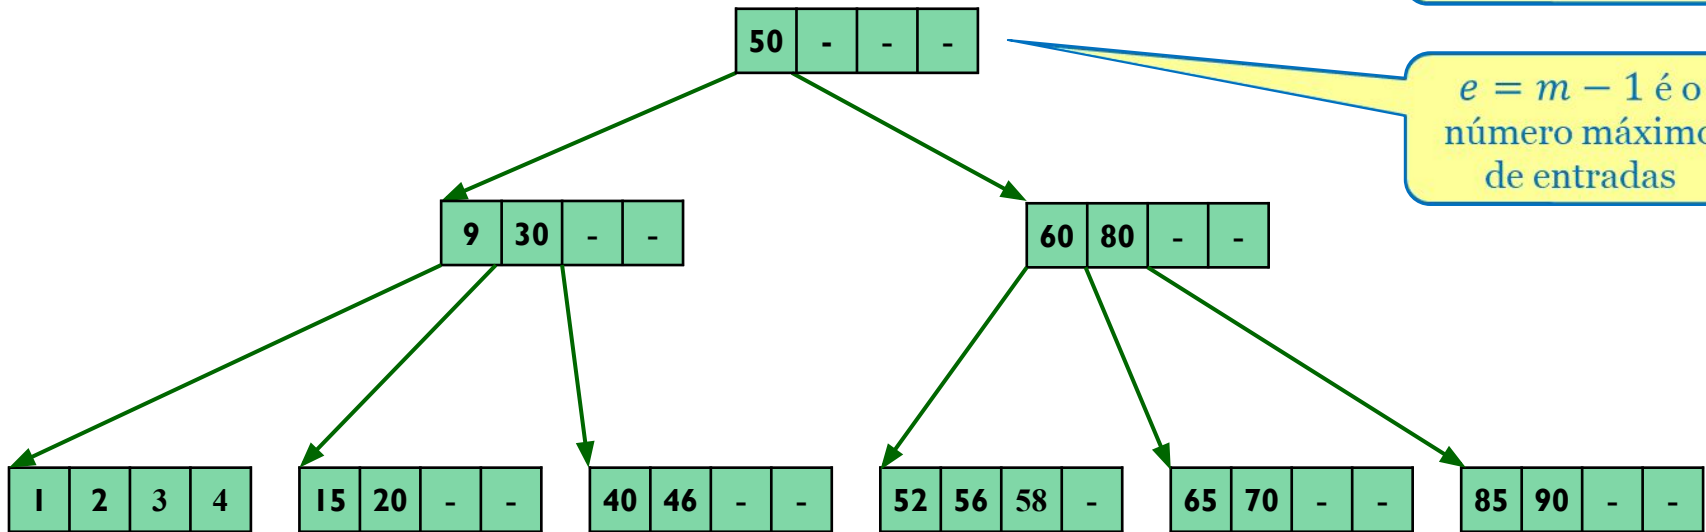 50 - - -
e = m − 1 é o
número máximo
de entradas
9 30 - -
60 80 - -
1 2 3 4
15 20 - -
40 46 - -
52 56 58 -
65 70 - -
85 90 - -